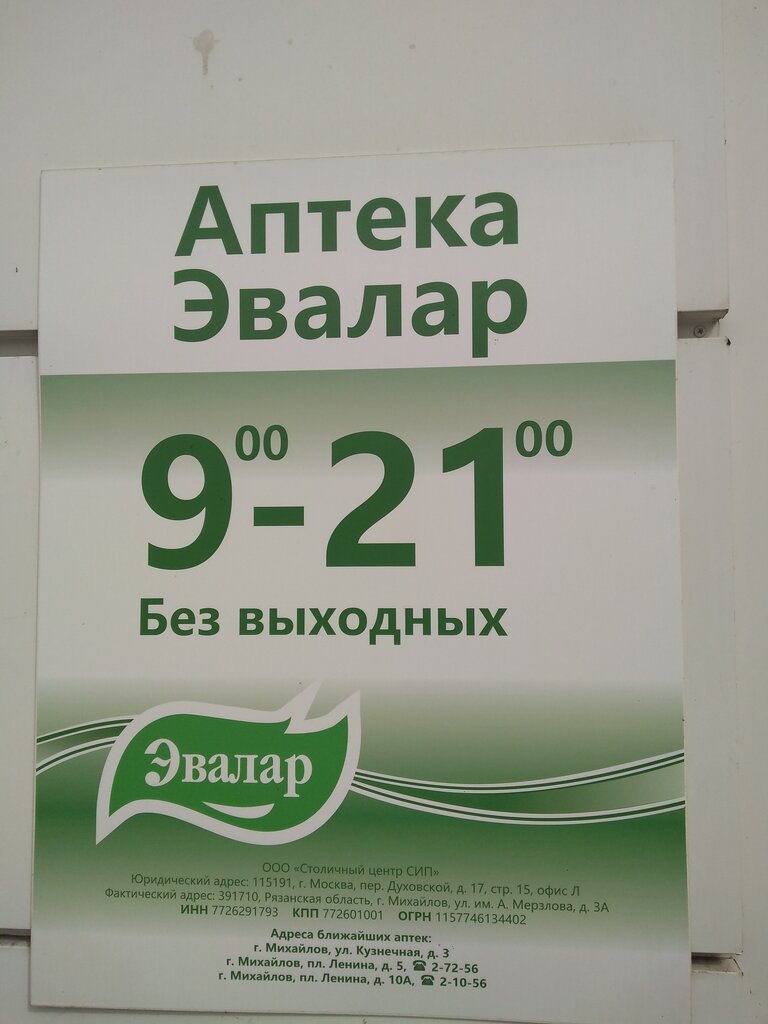 Аптека
Эвалар
9⁰⁰-21⁰⁰
Без выходных
Эвалар
ООО «Столичный центр СИП»
Юридический адрес: 115191, г. Москва, пер. Духовской, д. 17, стр. 15, офис Л
Фактический адрес: 391710, Рязанская область, г. Михайлов, ул. им. А. Мерзлова, д. 3А
ИНН 7726291793 КПП 772601001 ОГРН 1157746134402
Адреса ближайших аптек:
г. Михайлов, ул. Кузнечная, д. 3
г. Михайлов, пл. Ленина, д. 5, ☎ 2-72-56
г. Михайлов, пл. Ленина, д. 10А, ☎ 2-10-56